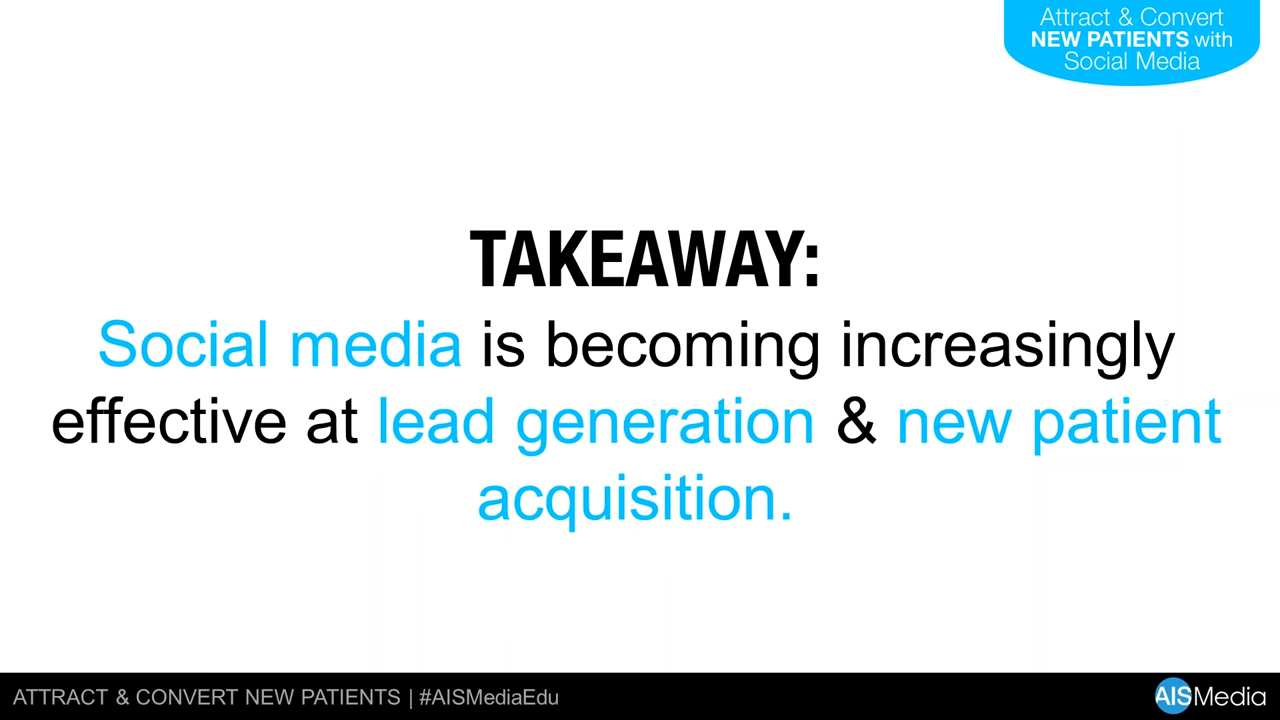 Attract & Convert
NEW PATIENTS with
Social Media
TAKEAWAY:
Social media is becoming increasingly
effective at lead generation & new patient
acquisition.
ATTRACT & CONVERT NEW PATIENTS | #AISMediaEdu
AISMedia